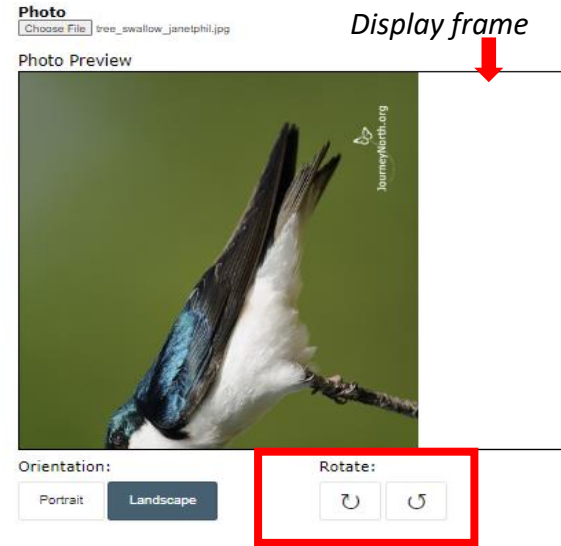 Photo
Display frame
Choose File tree_swallow_janetphil.jpg
Photo Preview
JourneyNorth.org
Orientation:
Rotate:
Portrait
Landscape